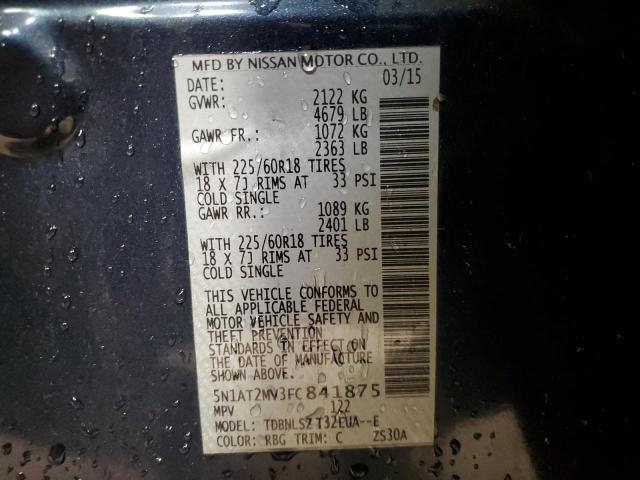 MFD BY NISSAN MOTOR CO., LTD.
DATE: 03/15
GVWR: 2122 KG
4679 LB
GAWR FR.: 1072 KG
2363 LB
WITH 225/60R18 TIRES
18 X 7J RIMS AT 33 PSI
COLD SINGLE
GAWR RR.: 1089 KG
2401 LB
WITH 225/60R18 TIRES
18 X 7J RIMS AT 33 PSI
COLD SINGLE
THIS VEHICLE CONFORMS TO
ALL APPLICABLE FEDERAL
MOTOR VEHICLE SAFETY AND
THEFT PREVENTION
STANDARDS IN EFFECT ON
THE DATE OF MANUFACTURE
SHOWN ABOVE.
5N1AT2MV3FC841875
MPV 122
MODEL: TDBNLSZ T32EUA--E
COLOR: RBG TRIM: C ZS30A